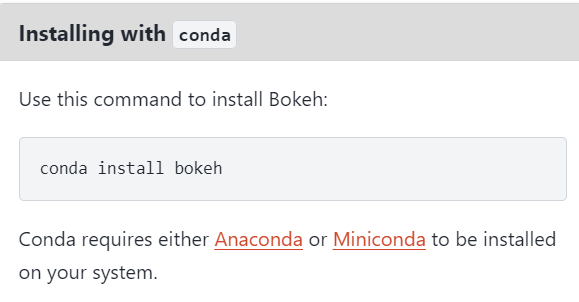 Installing with conda
Use this command to install Bokeh:
conda install bokeh
Conda requires either Anaconda or Miniconda to be installed
on your system.